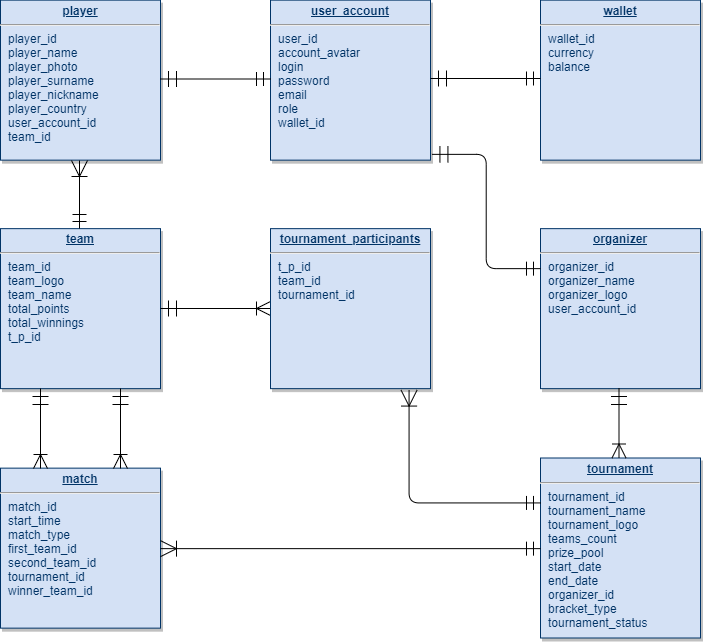 player
player_id
player_name
player_photo
player_surname
player_nickname
player_country
user_account_id
team_id
user_account
user_id
account_avatar
login
password
email
role
wallet_id
wallet
wallet_id
currency
balance
team
team_id
team_logo
team_name
total_points
total_winnings
t_p_id
tournament_participants
t_p_id
team_id
tournament_id
organizer
organizer_id
organizer_name
organizer_logo
user_account_id
match
match_id
start_time
match_type
first_team_id
second_team_id
tournament_id
winner_team_id
tournament
tournament_id
tournament_name
tournament_logo
teams_count
prize_pool
start_date
end_date
organizer_id
bracket_type
tournament_status